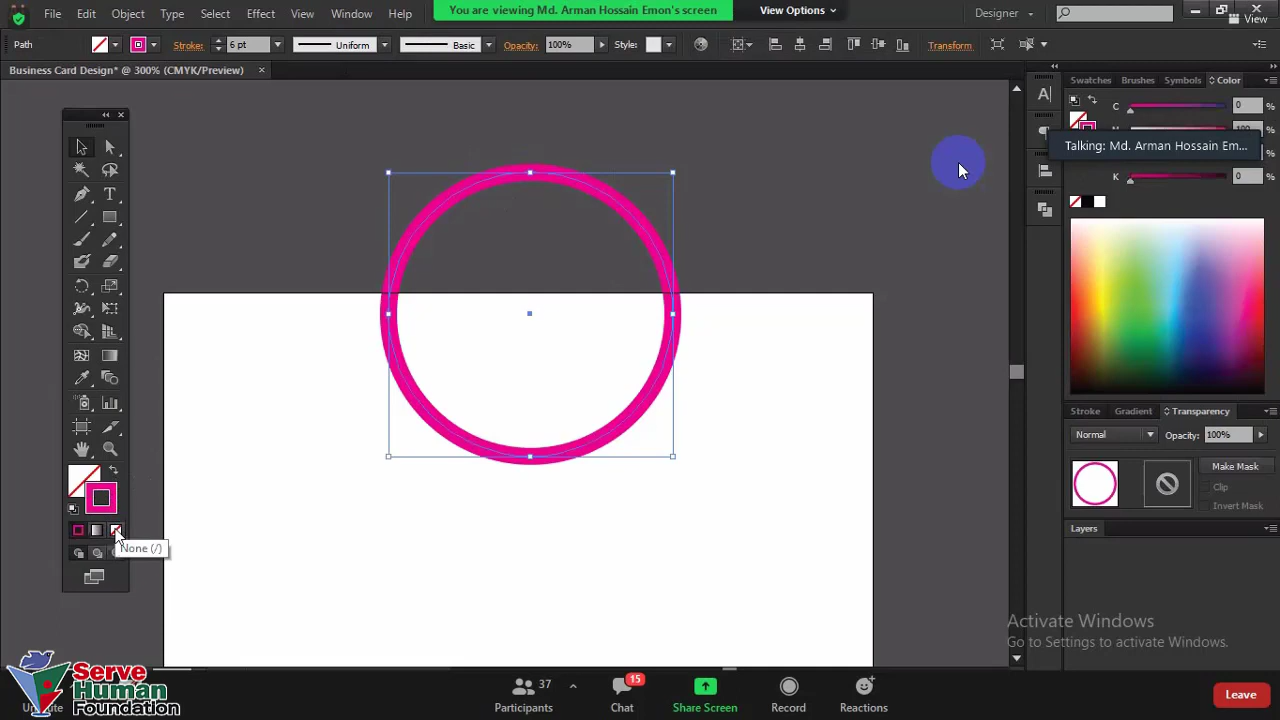 File Edit Object Type Select Effect View Window Help
You are viewing Md. Arman Hossain Emon's screen
View Options
Designer
View
Path
Stroke: 6 pt Uniform Basic Opacity: 100% Style: Transform
Business Card Design* @ 300% (CMYK/Preview)
Swatches Brushes Symbols Color
C 0 %
100 %
Talking: Md. Arman Hossain Em...
%
K 0 %
T
A
Stroke Gradient Transparency
Normal Opacity: 100%
Make Mask
Clip
Invert Mask
Layers
None (/)
Activate Windows
Go to Settings to activate Windows.
Serve
Human
Foundation
37
15
Participants Chat Share Screen Record Reactions
Leave